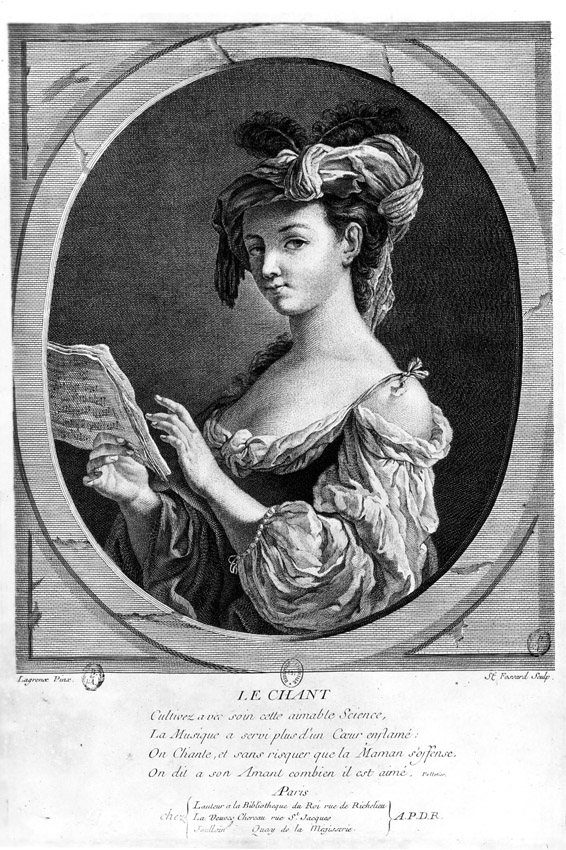 Lagrenée Pinx. St. Fessard Sculp.
LE CHANT
Cultivez avec soin cette aimable Science,
La Musique a servi plus d'un Cœur enflamé :
On Chante, et sans risquer que la Maman s'offense,
On dit a son Amant combien il est aimé.
A Paris
chez
Lauteur a la Bibliotheque du Roi rue de Richelieu
La Veuve Chereau rue St. Jacques
Joullain Quay de la Megisserie.
A.P.D.R.